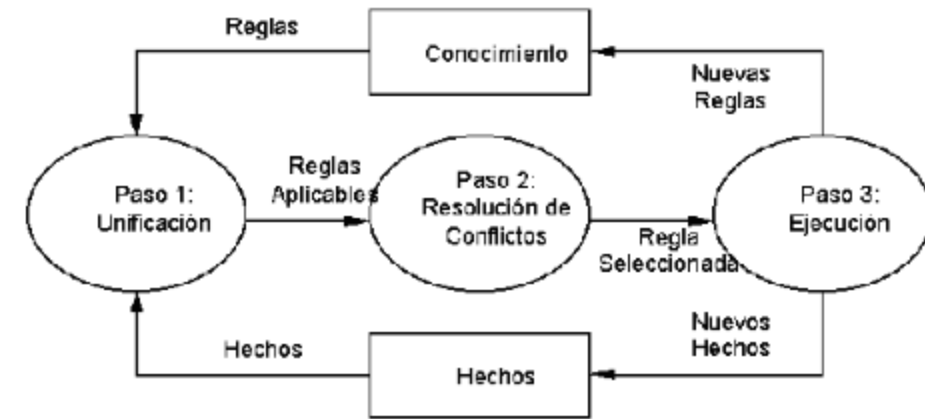 Reglas
Conocimiento
Nuevas
Reglas
Paso 1:
Unificación
Reglas
Aplicables
Paso 2:
Resolución de
Conflictos
Regla
Seleccionada
Paso 3:
Ejecución
Hechos
Hechos
Nuevos
Hechos